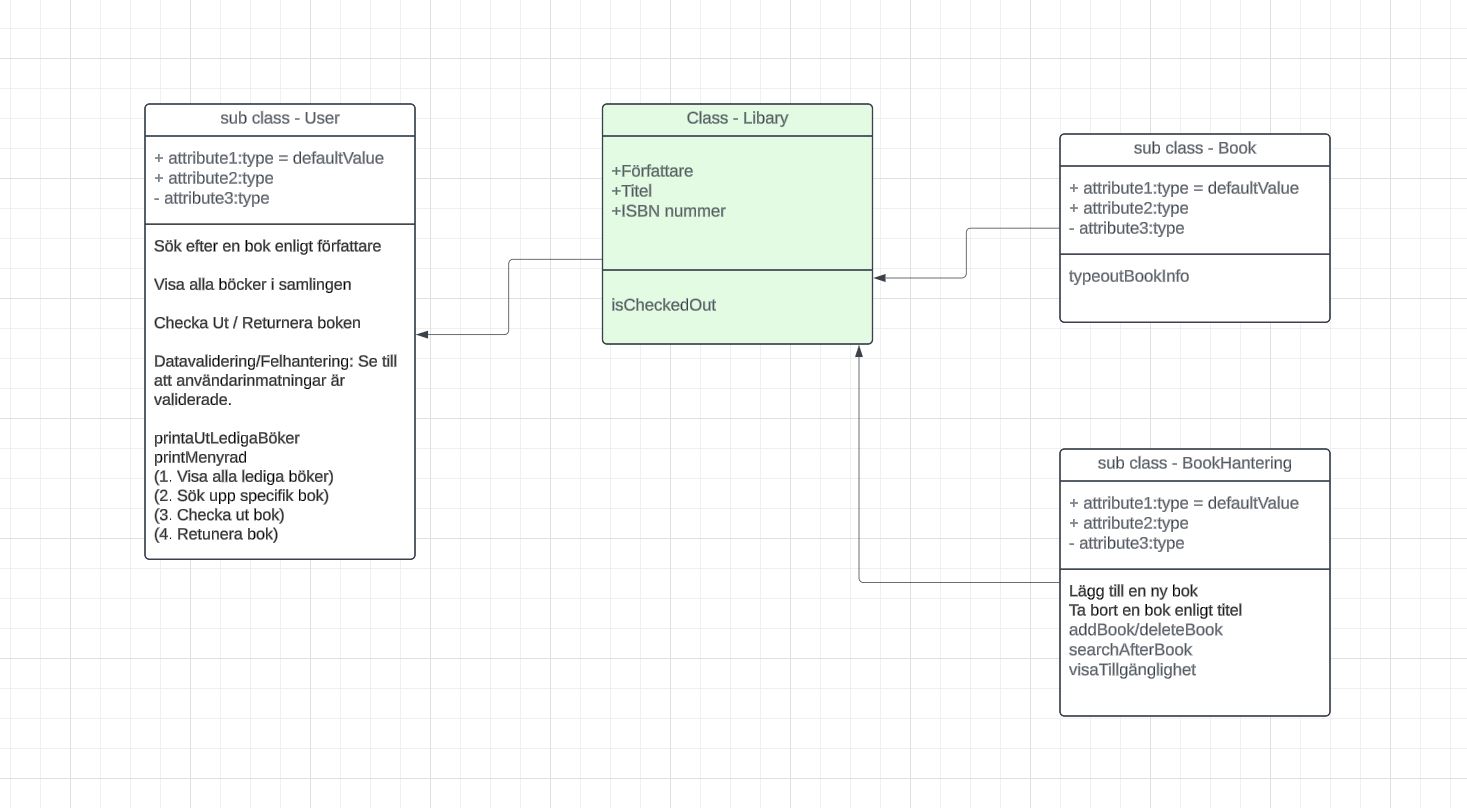 sub class - User
+ attribute1:type = defaultValue
+ attribute2:type
- attribute3:type
Sök efter en bok enligt författare
Visa alla böcker i samlingen
Checka Ut / Returnera boken
Datavalidering/Felhantering: Se till
att användarinmatningar är
validerade.
printaUtLedigaBöker
printMenyrad
(1. Visa alla lediga böker)
(2. Sök upp specifik bok)
(3. Checka ut bok)
(4. Retunera bok)
Class - Libary
+Författare
+Titel
+ISBN nummer
isCheckedOut
sub class - Book
+ attribute1:type = defaultValue
+ attribute2:type
- attribute3:type
typeoutBookInfo
sub class - BookHantering
+ attribute1:type = defaultValue
+ attribute2:type
- attribute3:type
Lägg till en ny bok
Ta bort en bok enligt titel
addBook/deleteBook
searchAfterBook
visaTillgänglighet